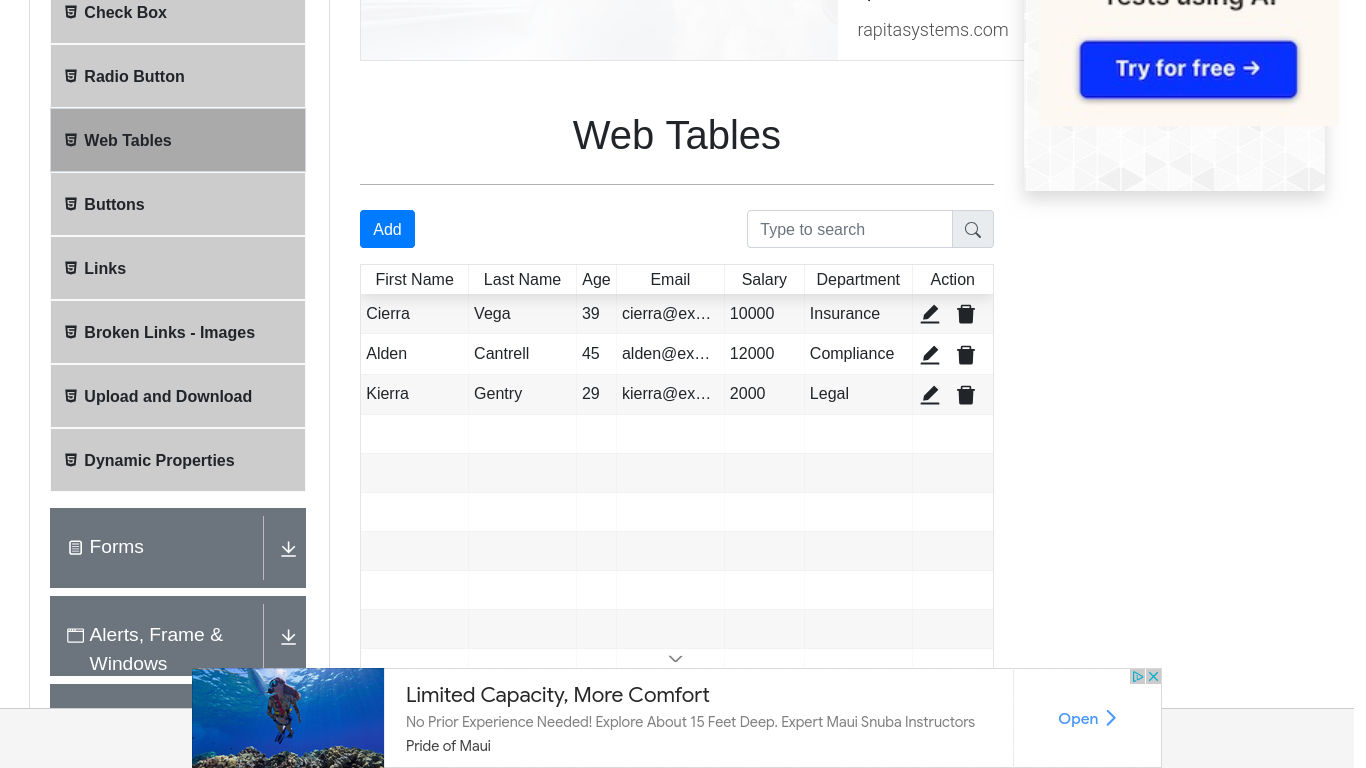 Check Box
Radio Button
Web Tables
Buttons
Links
Broken Links - Images
Upload and Download
Dynamic Properties
Forms
Alerts, Frame &
Windows
rapitasystems.com
Tests using AI
Try for free →
Web Tables
Add
Type to search
First Name Last Name Age Email Salary Department Action
Cierra Vega 39 cierra@ex… 10000 Insurance
Alden Cantrell 45 alden@ex… 12000 Compliance
Kierra Gentry 29 kierra@ex… 2000 Legal
Limited Capacity, More Comfort
No Prior Experience Needed! Explore About 15 Feet Deep. Expert Maui Snuba Instructors
Pride of Maui
Open